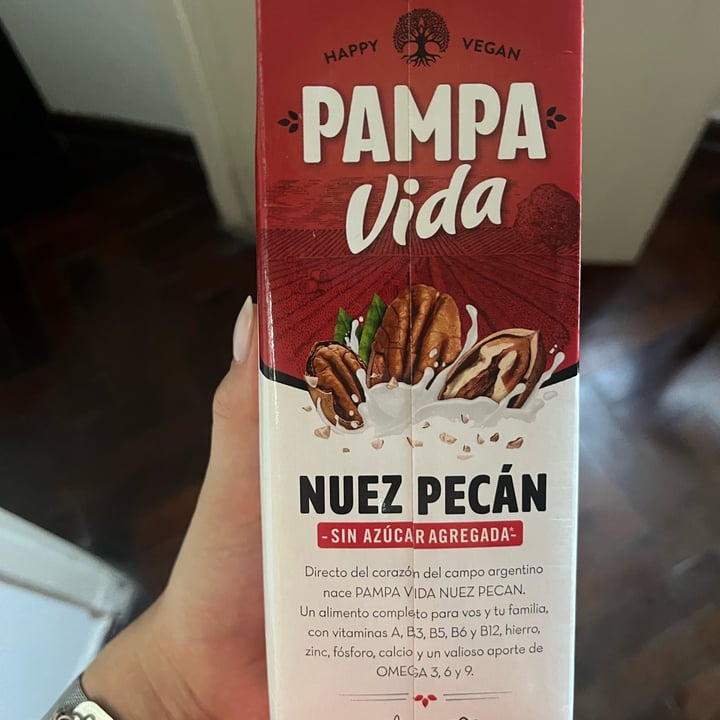 HAPPY VEGAN
PAMPA
Vida
NUEZ PECÁN
-SIN AZÚCAR AGREGADA*-
Directo del corazón del campo argentino
nace PAMPA VIDA NUEZ PECAN.
Un alimento completo para vos y tu familia,
con vitaminas A, B3, B5, B6 y B12, hierro,
zinc, fósforo, calcio y un valioso aporte de
OMEGA 3, 6 y 9.